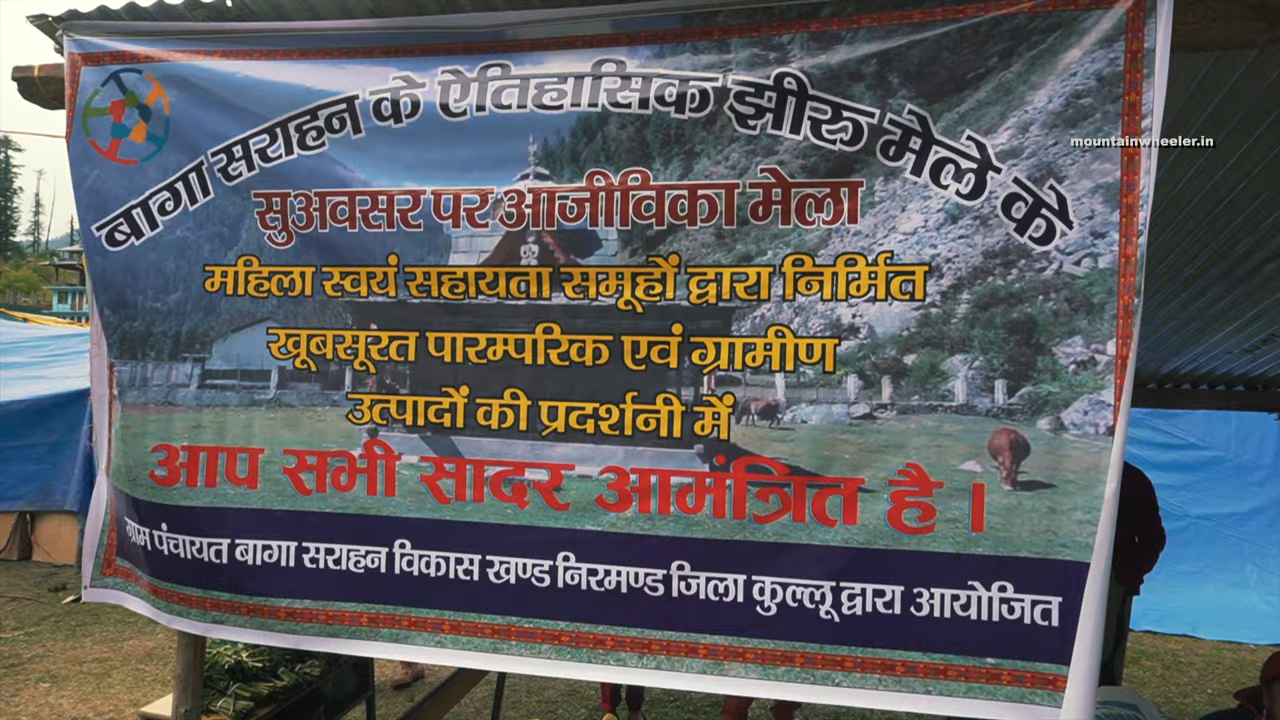 बागा सराहन के ऐतिहासिक झीरु मेले के
सुअवसर पर आजीविका मेला
महिला स्वयं सहायता समूहों द्वारा निर्मित
खूबसूरत पारम्परिक एवं ग्रामीण
उत्पादों की प्रदर्शनी में
आप सभी सादर आमंत्रित है ।
ग्राम पंचायत बागा सराहन विकास खण्ड निरमण्ड जिला कुल्लू द्वारा आयोजित
mountainwheeler.in